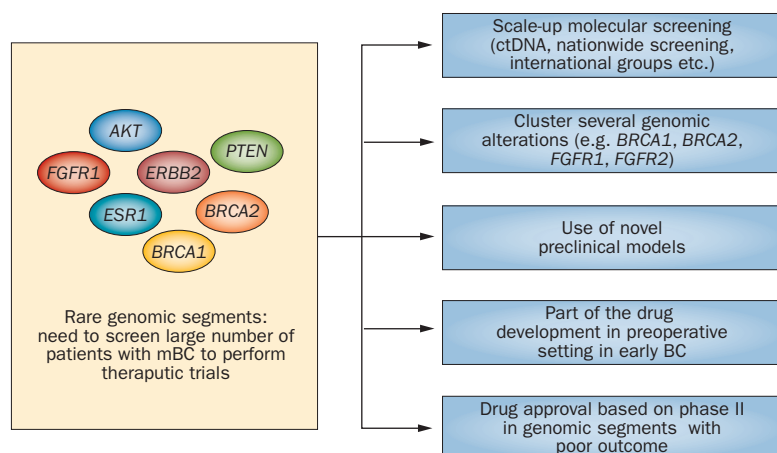 AKT
PTEN
FGFR1
ERBB2
ESR1
BRCA2
BRCA1
Rare genomic segments:
need to screen large number of
patients with mBC to perform
theraputic trials
Scale-up molecular screening
(ctDNA, nationwide screening,
international groups etc.)
Cluster several genomic
alterations (e.g. BRCA1, BRCA2,
FGFR1, FGFR2)
Use of novel
preclinical models
Part of the drug
development in preoperative
setting in early BC
Drug approval based on phase II
in genomic segments with
poor outcome